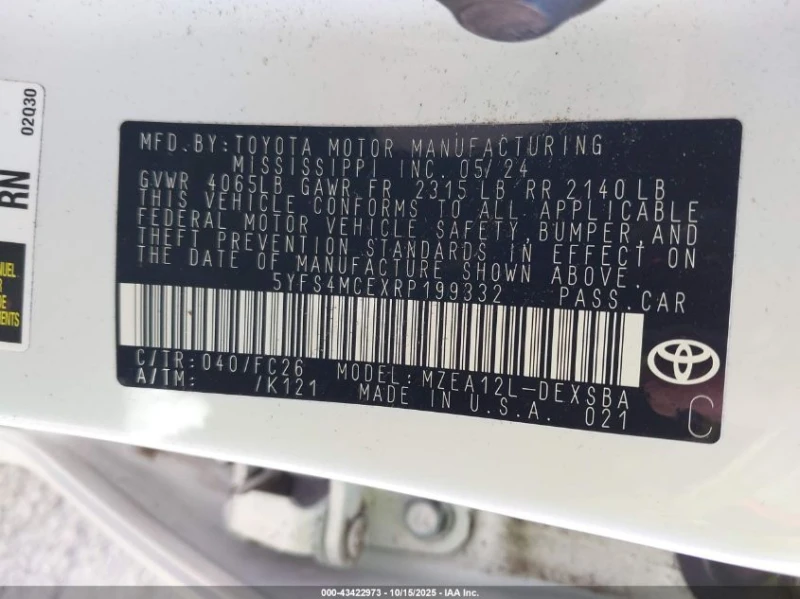 02Q30
RN
NUEL
MENTS
MFD.BY:TOYOTA MOTOR MANUFACTURING
MISSISSIPPI INC. 05/24
GVWR 4065LB GAWR FR 2315 LB RR 2140 LB
THIS VEHICLE CONFORMS TO ALL APPLICABLE
FEDERAL MOTOR VEHICLE SAFETY,BUMPER,AND
THEFT PREVENTION STANDARDS IN EFFECT ON
THE DATE OF MANUFACTURE SHOWN ABOVE.
5YFS4MCEXRP199332 PASS.CAR
C/TR:040/FC26 MODEL:MZEA12L-DEXSBA
A/TM: /K121 MADE IN U.S.A. 021
C
000-43422973 - 10/15/2025 - IAA Inc.